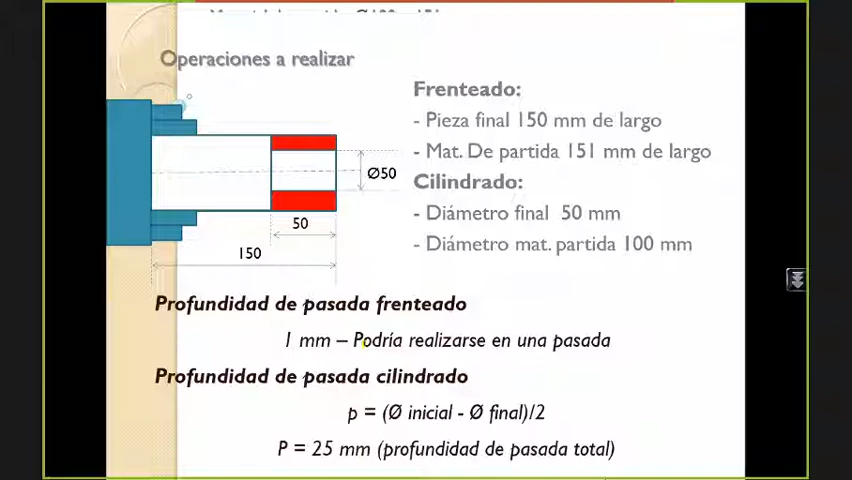 Operaciones a realizar
Frenteado:
- Pieza final 150 mm de largo
- Mat. De partida 151 mm de largo
Cilindrado:
- Diámetro final 50 mm
- Diámetro mat. partida 100 mm
Ø50
50
150
Profundidad de pasada frenteado
1 mm – Podría realizarse en una pasada
Profundidad de pasada cilindrado
p = (Ø inicial - Ø final)/2
P = 25 mm (profundidad de pasada total)